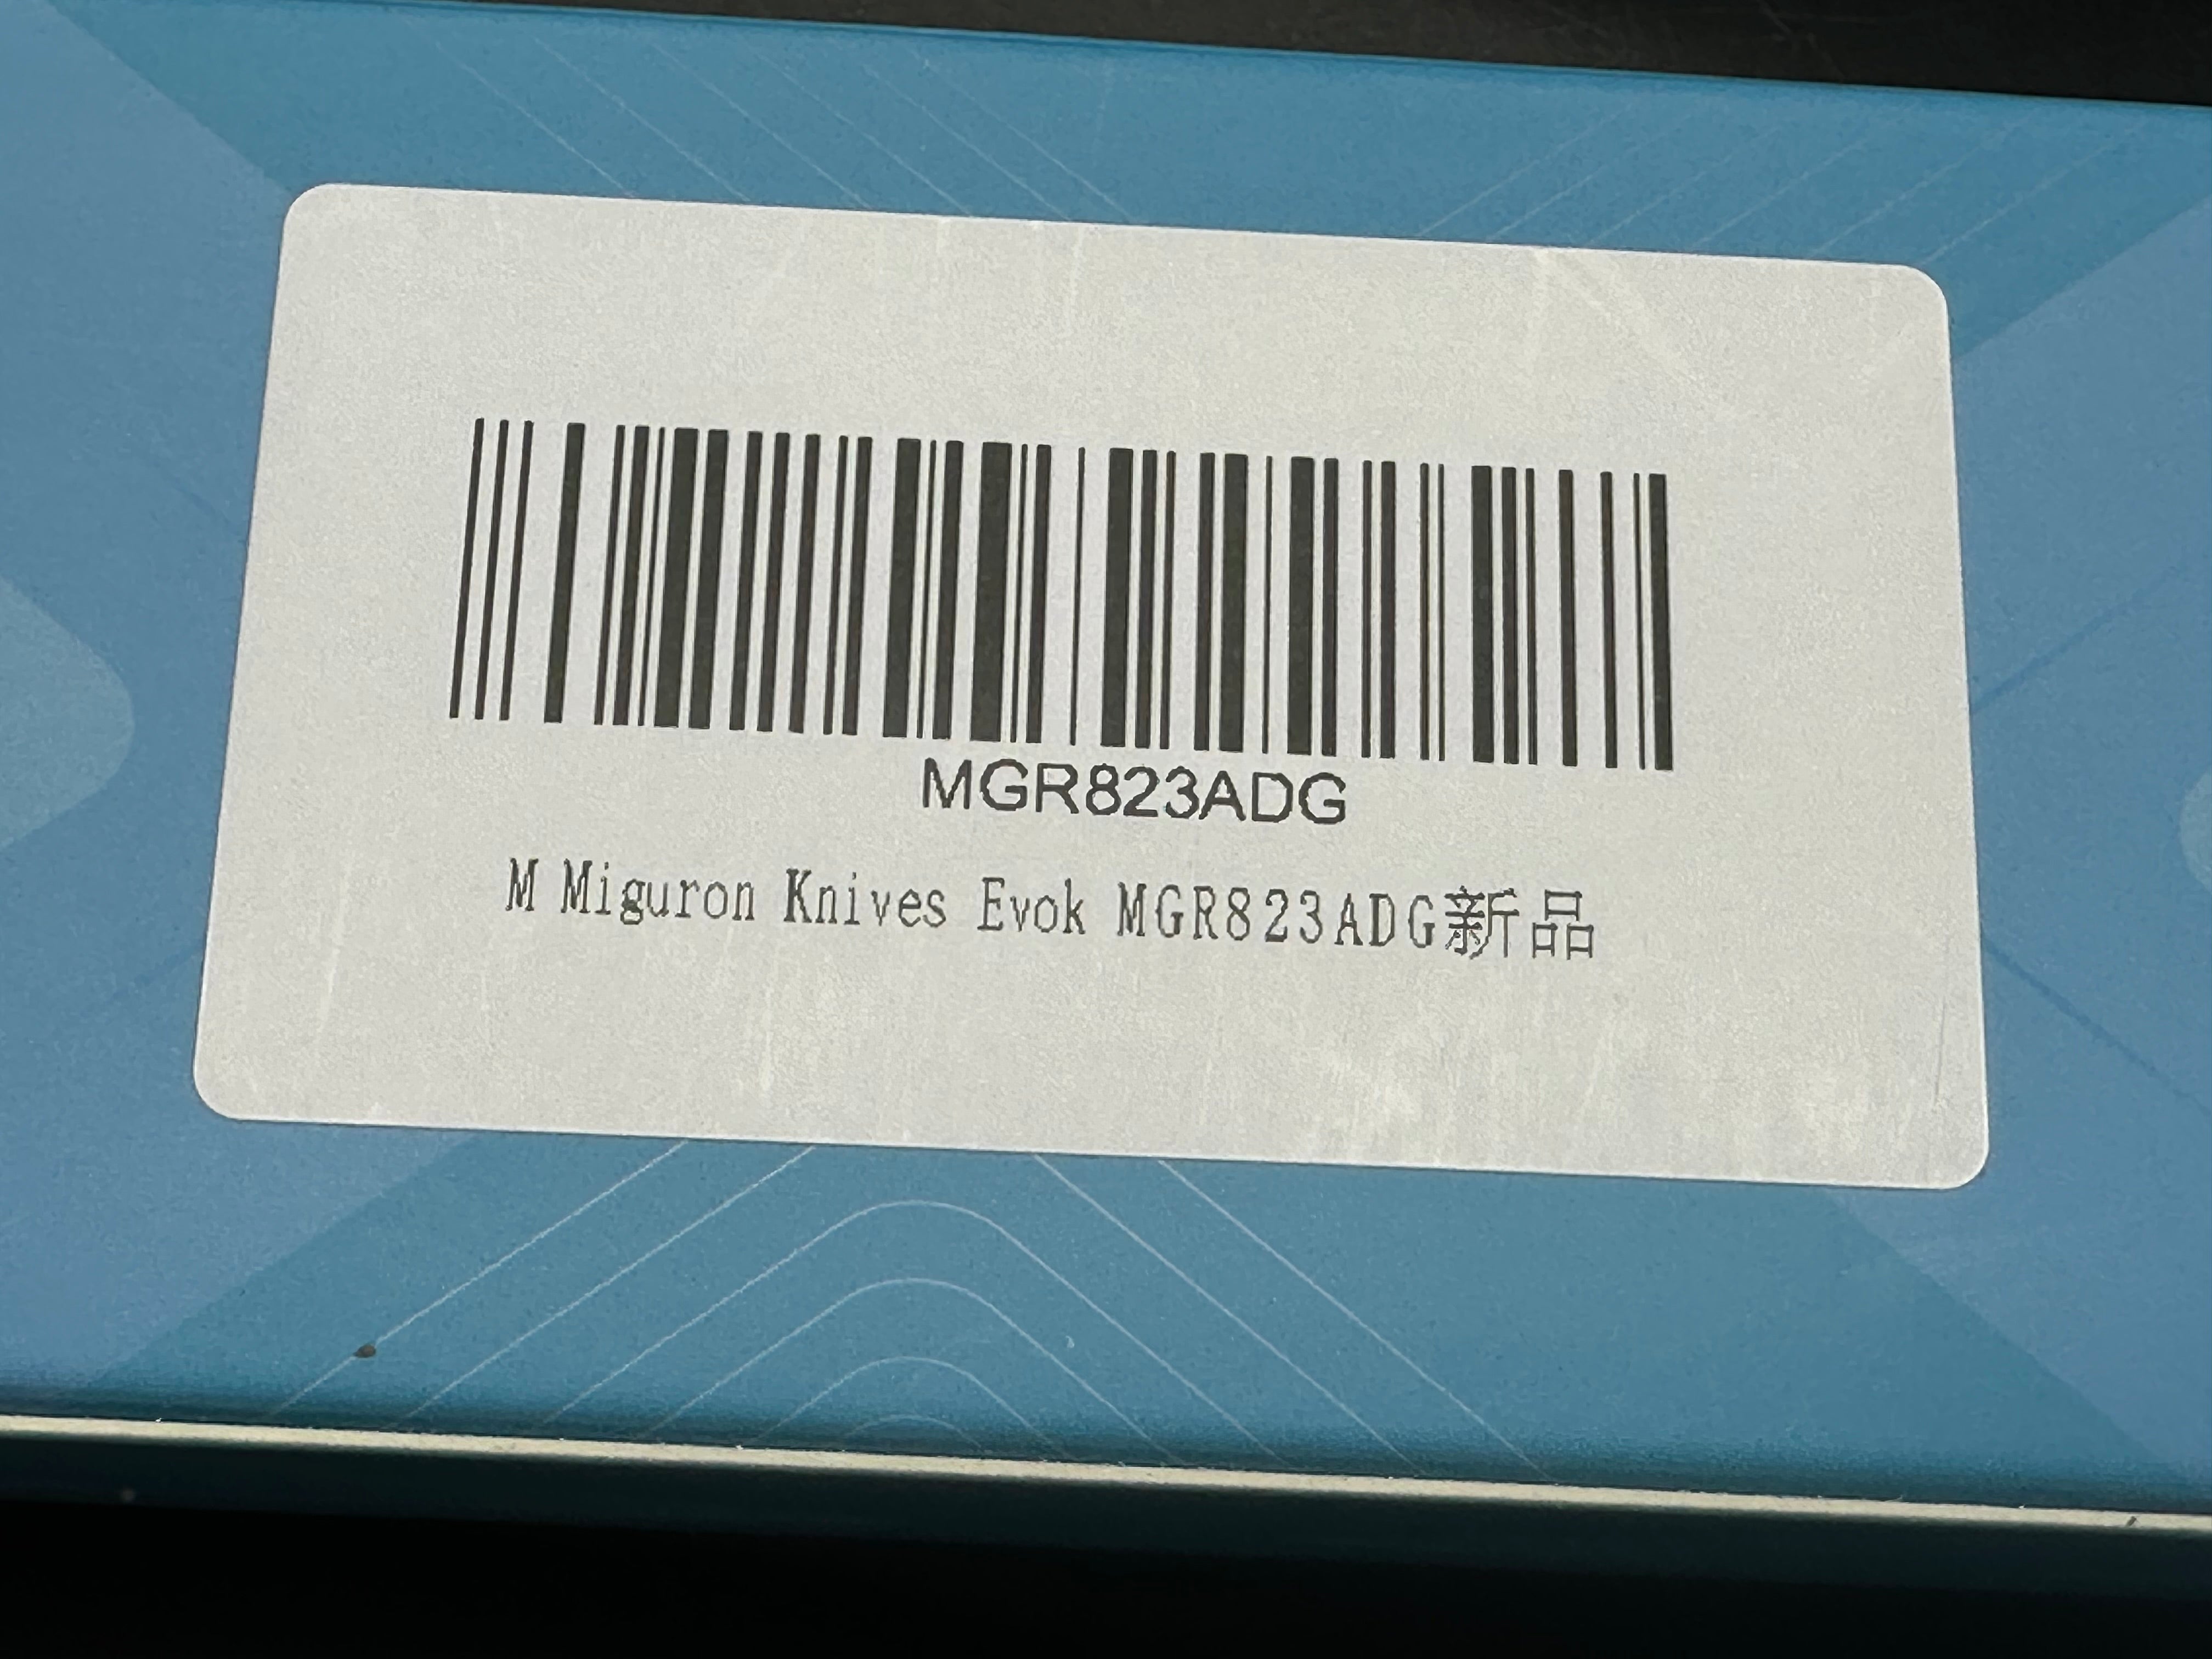 MGR823ADG
M Miguron Knives Evok MGR823ADG新品